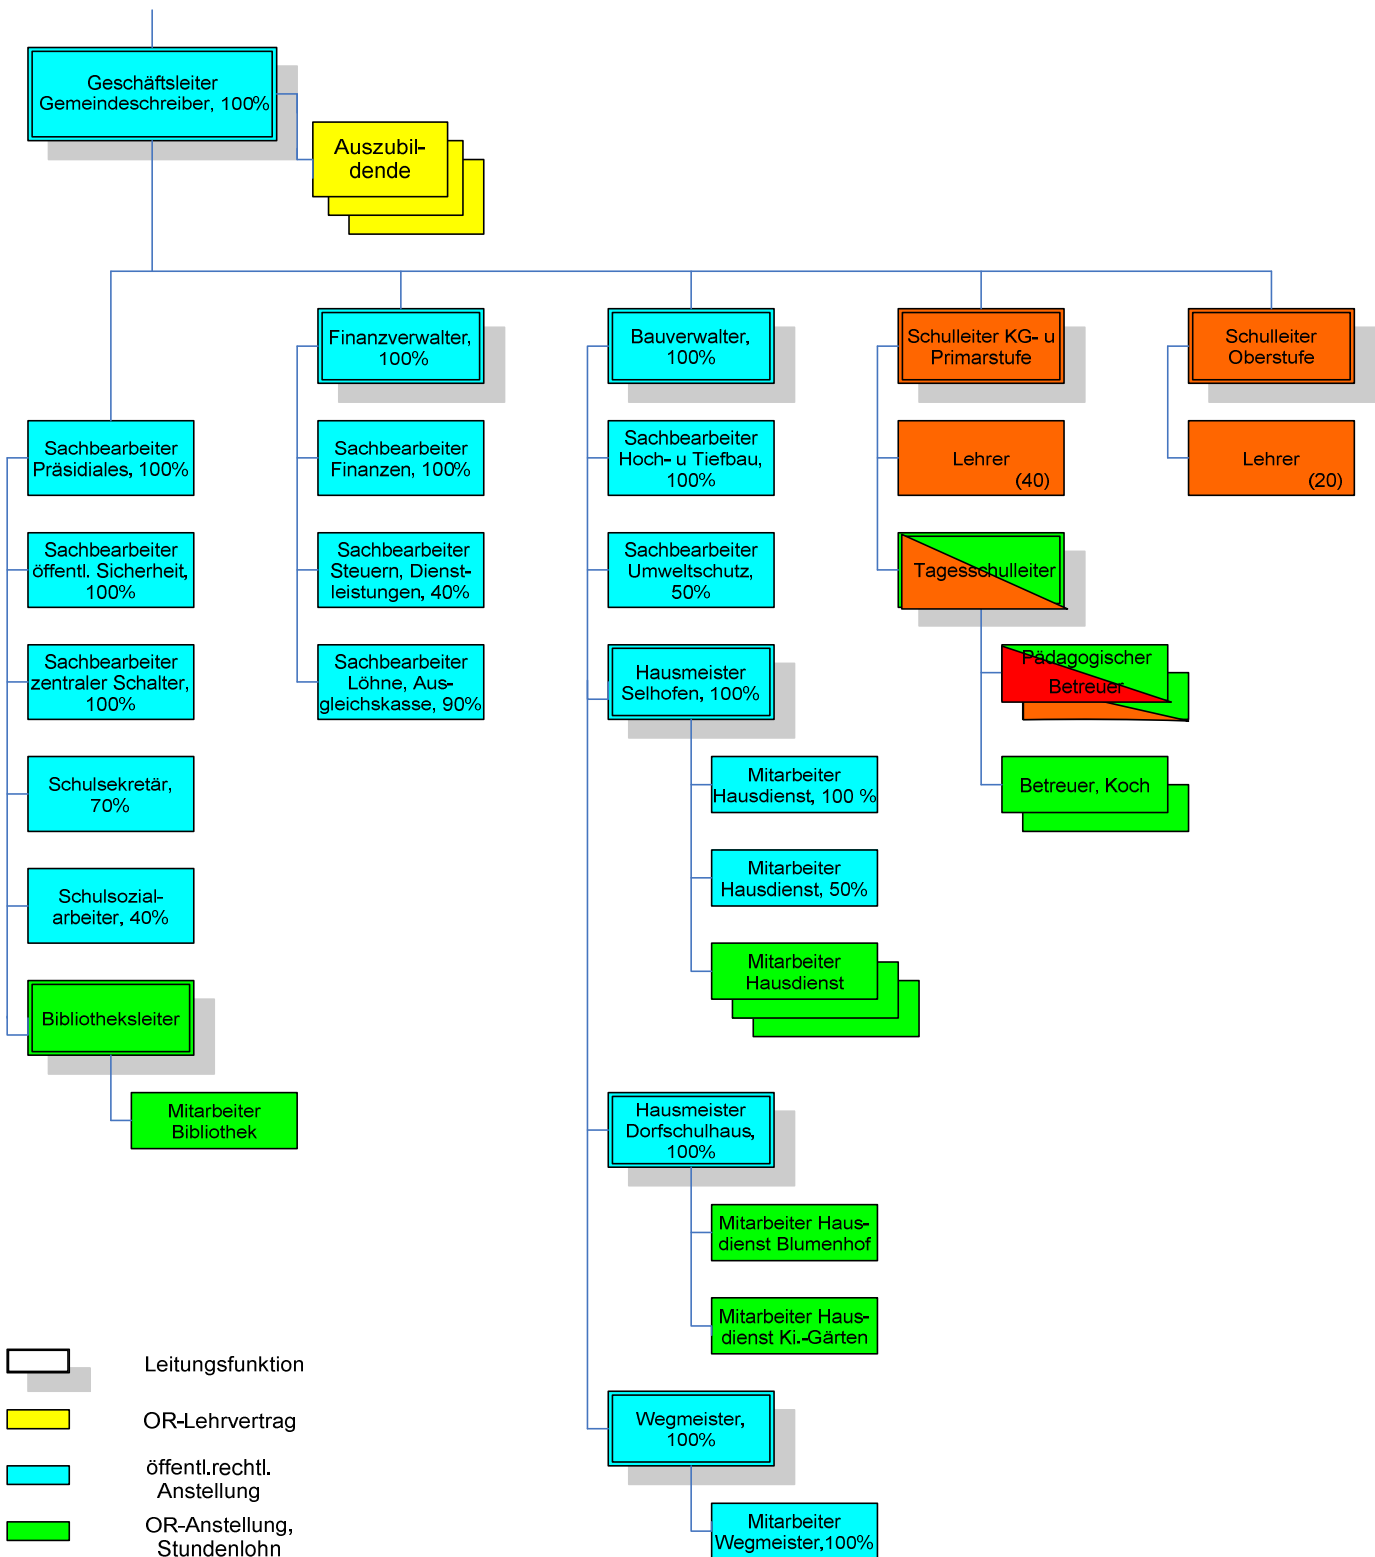 Geschäftsleiter
Gemeindeschreiber, 100%
Auszubil-
dende
Finanzverwalter,
100%
Bauverwalter,
100%
Schulleiter KG- u
Primarstufe
Schulleiter
Oberstufe
Sachbearbeiter
Präsidiales, 100%
Sachbearbeiter
Finanzen, 100%
Sachbearbeiter
Hoch- u Tiefbau,
100%
Lehrer
(40)
Lehrer
(20)
Sachbearbeiter
öffentl. Sicherheit,
100%
Sachbearbeiter
Steuern, Dienst-
leistungen, 40%
Sachbearbeiter
Umweltschutz,
50%
Tagesschulleiter
Sachbearbeiter
zentraler Schalter,
100%
Sachbearbeiter
Löhne, Aus-
gleichskasse, 90%
Hausmeister
Selhofen, 100%
Pädagogischer
Betreuer
Schulsekretär,
70%
Mitarbeiter
Hausdienst, 100 %
Betreuer, Koch
Schulsozial-
arbeiter, 40%
Mitarbeiter
Hausdienst, 50%
Mitarbeiter
Hausdienst
Bibliotheksleiter
Mitarbeiter
Bibliothek
Hausmeister
Dorfschulhaus,
100%
Mitarbeiter Haus-
dienst Blumenhof
Mitarbeiter Haus-
dienst Ki.-Gärten
Wegmeister,
100%
Mitarbeiter
Wegmeister,100%
Leitungsfunktion
OR-Lehrvertrag
öffentl.rechtl.
Anstellung
OR-Anstellung,
Stundenlohn